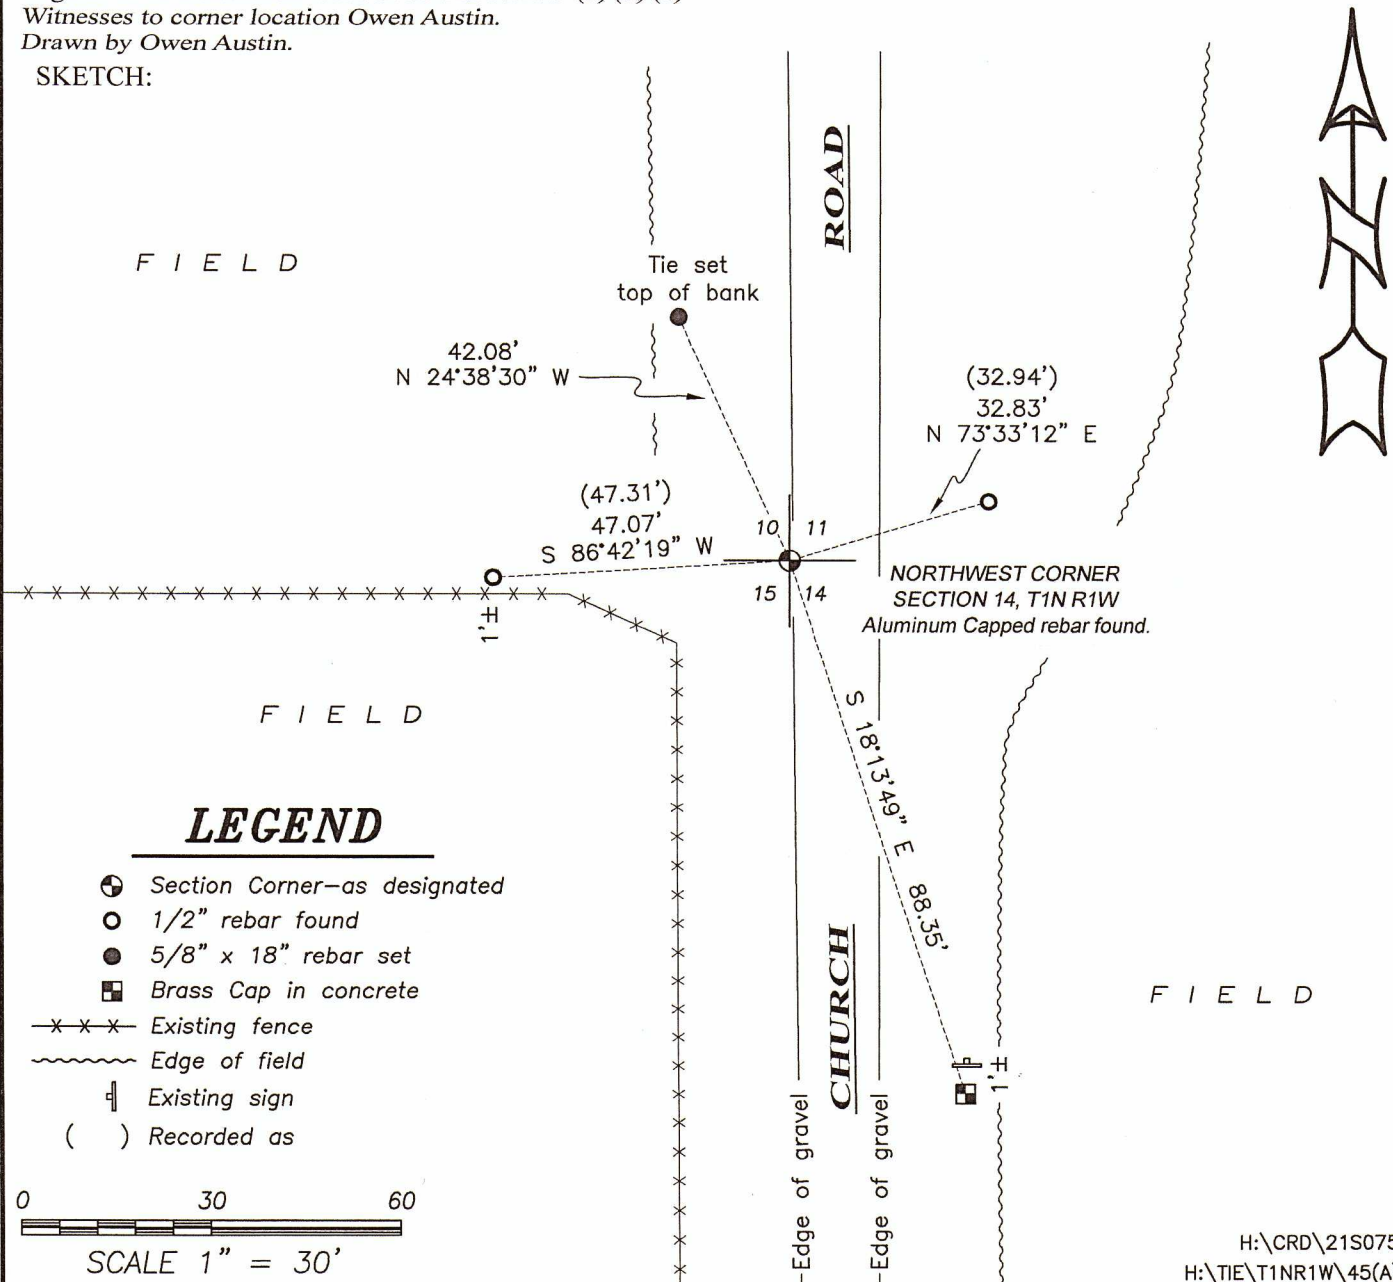 Witnesses to corner location Owen Austin.
Drawn by Owen Austin.
SKETCH:
ROAD
N
F I E L D
Tie set
top of bank
42.08'
N 24°38'30" W
(32.94')
32.83'
N 73°33'12" E
(47.31')
47.07'
S 86°42'19" W
10 11
15 14
NORTHWEST CORNER
SECTION 14, T1N R1W
Aluminum Capped rebar found.
1'±
F I E L D
S 18°13'49" E 88.35'
LEGEND
Section Corner-as designated
1/2" rebar found
5/8" x 18" rebar set
Brass Cap in concrete
Existing fence
Edge of field
Existing sign
( ) Recorded as
CHURCH
F I E L D
1'±
Edge of gravel
Edge of gravel
0 30 60
SCALE 1" = 30'
H:\CRD\21S075
H:\TIE\T1NR1W\45(A)